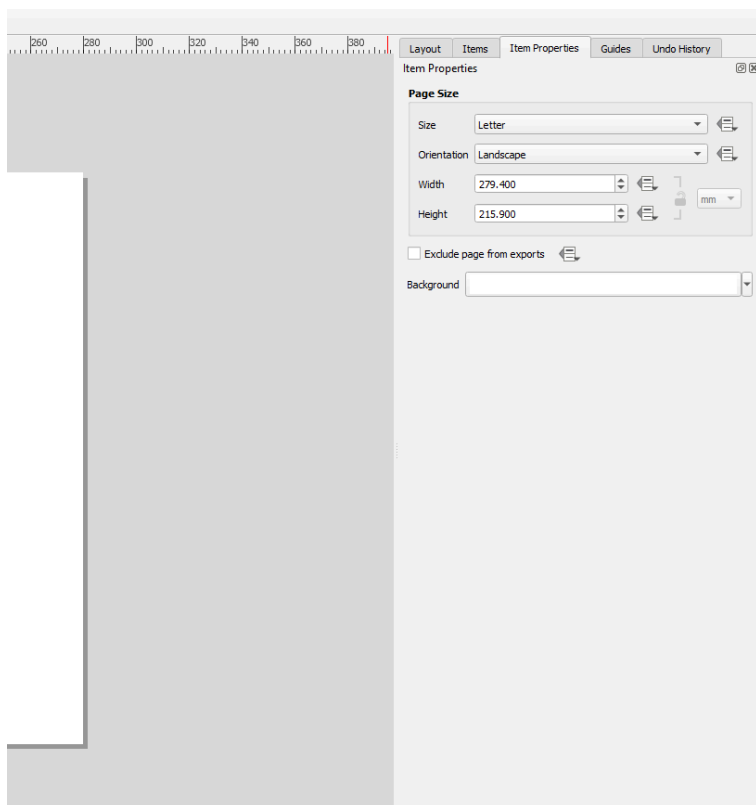 260 280 300 320 340 360 380
Layout Items Item Properties Guides Undo History
Item Properties
Page Size
Size Letter
Orientation Landscape
Width 279.400
mm
Height 215.900
Exclude page from exports
Background